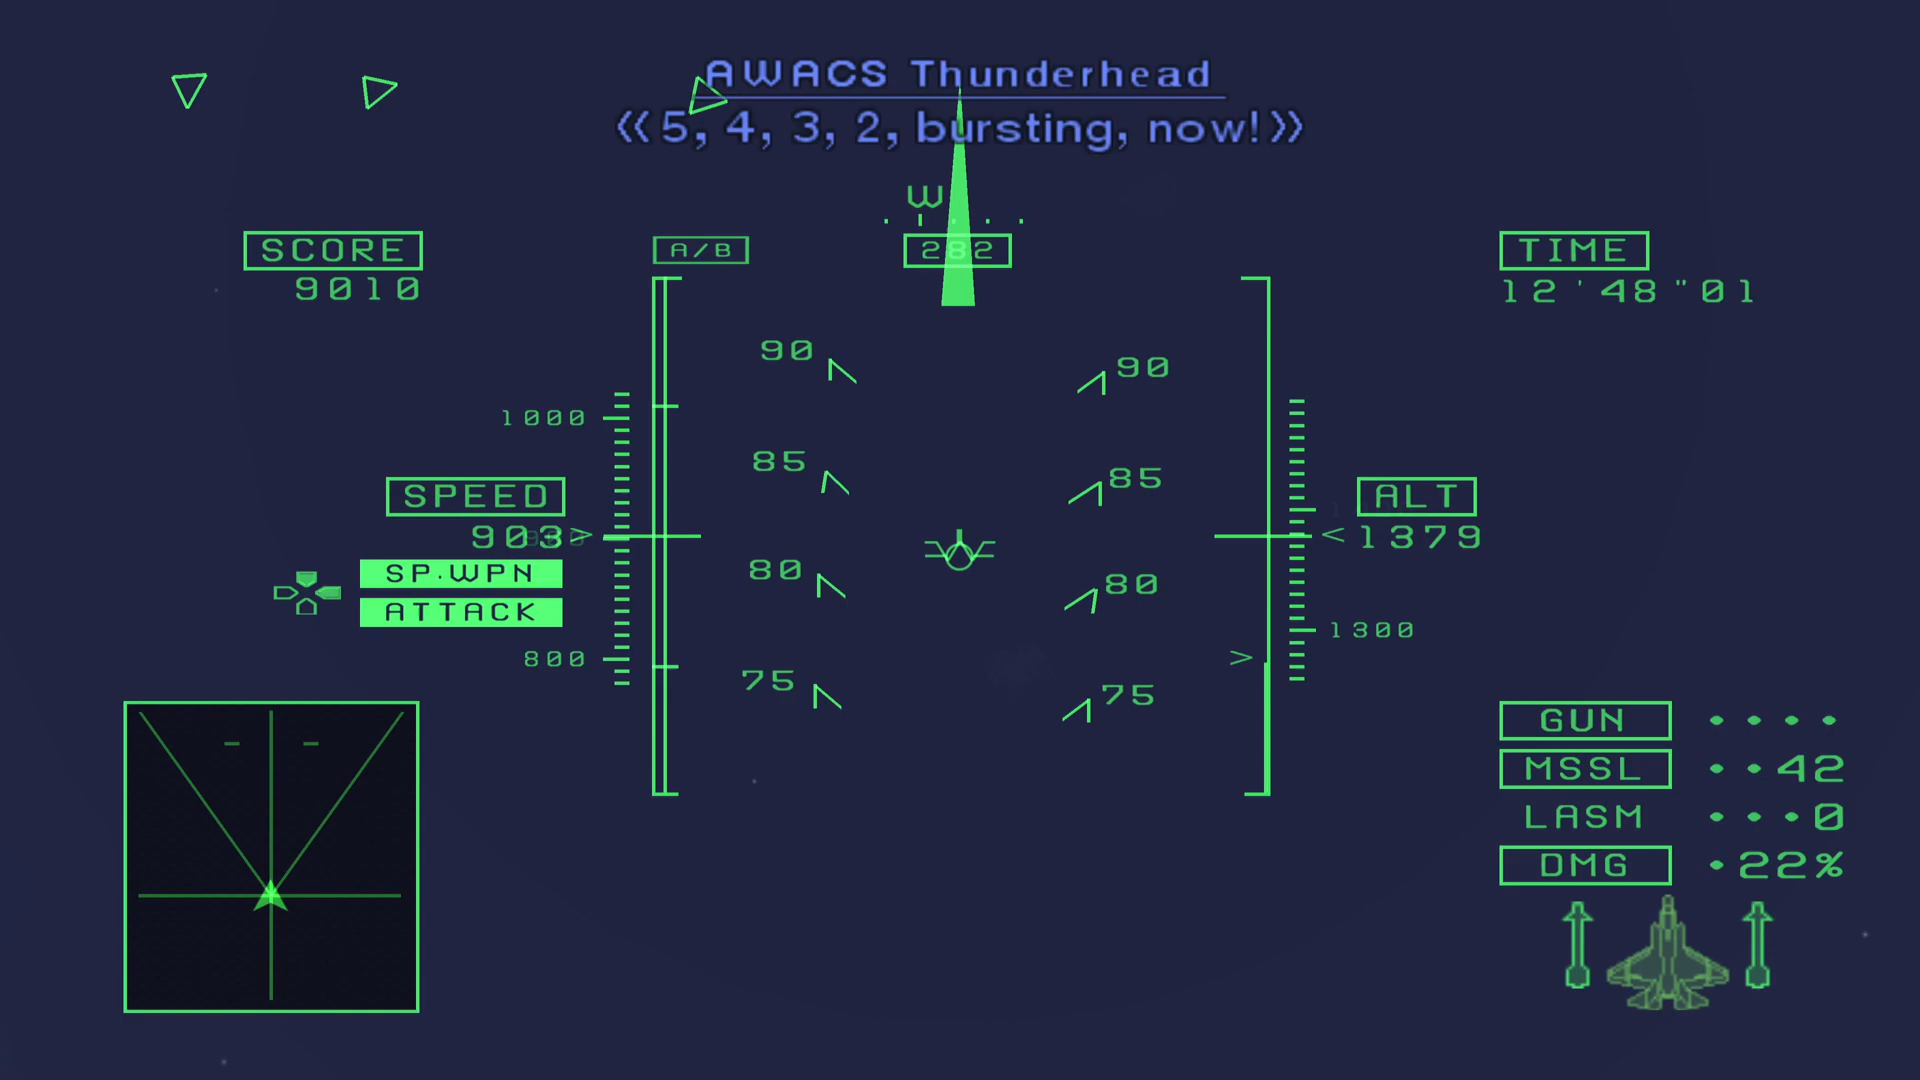 AWACS Thunderhead
《5, 4, 3, 2, bursting, now!》
W
SCORE
A/B
282
TIME
9010
12'48"01
90
90
1000
85
85
SPEED
ALT
903>
<1379
SP.WPN
80
80
ATTACK
1300
800
>
75
75
GUN
MSSL
42
LASM
0
DMG
22%